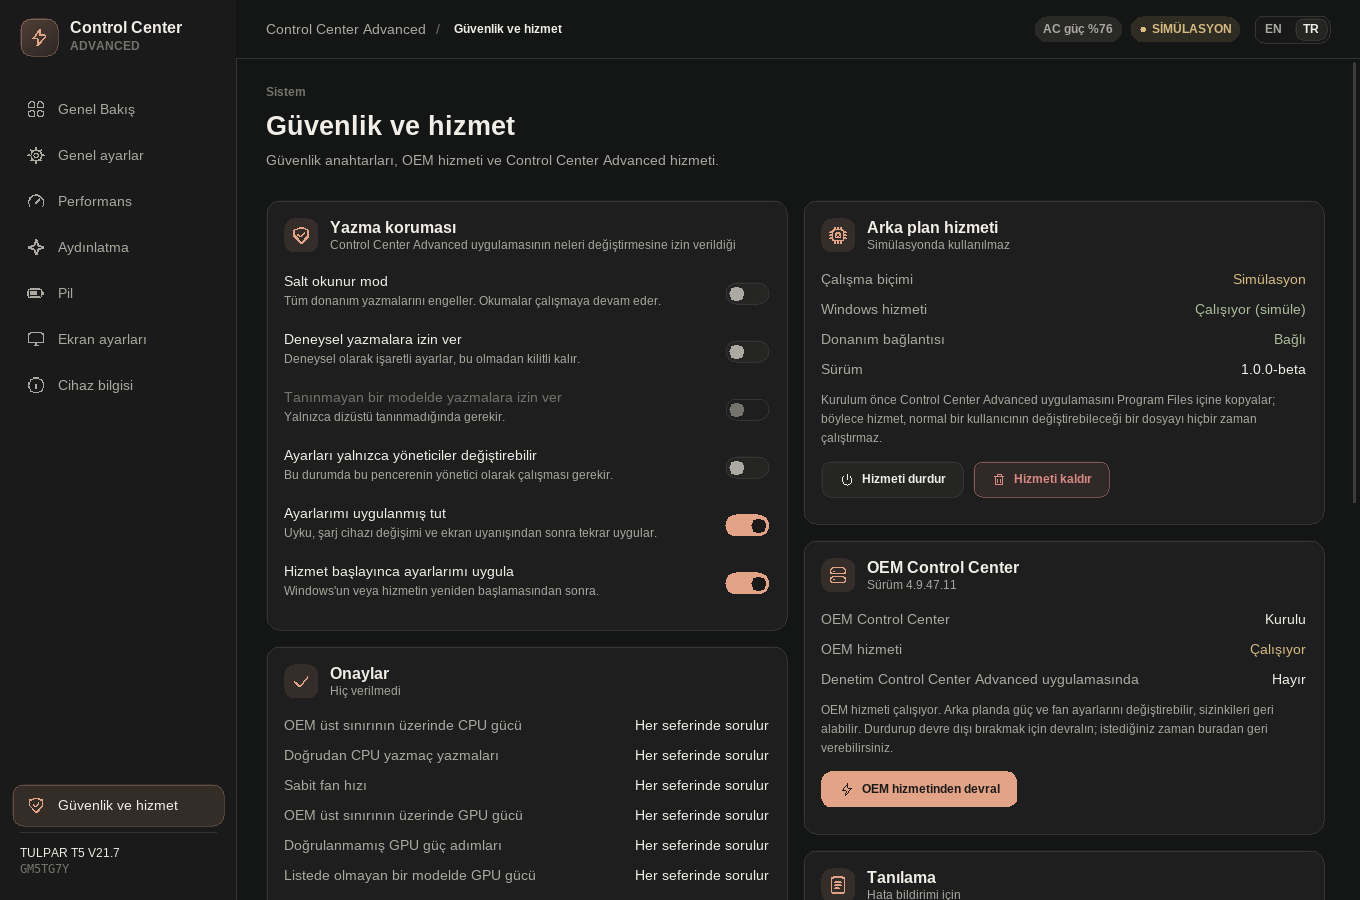 Control Center
ADVANCED
Genel Bakış
Genel ayarlar
Performans
Aydınlatma
Pil
Ekran ayarları
Cihaz bilgisi
Güvenlik ve hizmet
TULPAR T5 V21.7
GM5TG7Y
Control Center Advanced / Güvenlik ve hizmet
AC güç %76
SİMÜLASYON
EN
TR
Sistem
Güvenlik ve hizmet
Güvenlik anahtarları, OEM hizmeti ve Control Center Advanced hizmeti.
Yazma koruması
Control Center Advanced uygulamasının neleri değiştirmesine izin verildiği
Salt okunur mod
Tüm donanım yazmalarını engeller. Okumalar çalışmaya devam eder.
Deneysel yazmalara izin ver
Deneysel olarak işaretli ayarlar, bu olmadan kilitli kalır.
Tanınmayan bir modelde yazmalara izin ver
Yalnızca dizüstü tanınmadığında gerekir.
Ayarları yalnızca yöneticiler değiştirebilir
Bu durumda bu pencerenin yönetici olarak çalışması gerekir.
Ayarlarımı uygulanmış tut
Uyku, şarj cihazı değişimi ve ekran uyanışından sonra tekrar uygular.
Hizmet başlayınca ayarlarımı uygula
Windows'un veya hizmetin yeniden başlamasından sonra.
Onaylar
Hiç verilmedi
OEM üst sınırının üzerinde CPU gücü Her seferinde sorulur
Doğrudan CPU yazmaç yazmaları Her seferinde sorulur
Sabit fan hızı Her seferinde sorulur
OEM üst sınırının üzerinde GPU gücü Her seferinde sorulur
Doğrulanmamış GPU güç adımları Her seferinde sorulur
Listede olmayan bir modelde GPU gücü Her seferinde sorulur
Arka plan hizmeti
Simülasyonda kullanılmaz
Çalışma biçimi Simülasyon
Windows hizmeti Çalışıyor (simüle)
Donanım bağlantısı Bağlı
Sürüm 1.0.0-beta
Kurulum önce Control Center Advanced uygulamasını Program Files içine kopyalar;
böylece hizmet, normal bir kullanıcının değiştirebileceği bir dosyayı hiçbir zaman
çalıştırmaz.
Hizmeti durdur
Hizmeti kaldır
OEM Control Center
Sürüm 4.9.47.11
OEM Control Center Kurulu
OEM hizmeti Çalışıyor
Denetim Control Center Advanced uygulamasında Hayır
OEM hizmeti çalışıyor. Arka planda güç ve fan ayarlarını değiştirebilir, sizinkileri geri
alabilir. Durdurup devre dışı bırakmak için devralın; istediğiniz zaman buradan geri
verebilirsiniz.
OEM hizmetinden devral
Tanılama
Hata bildirimi için